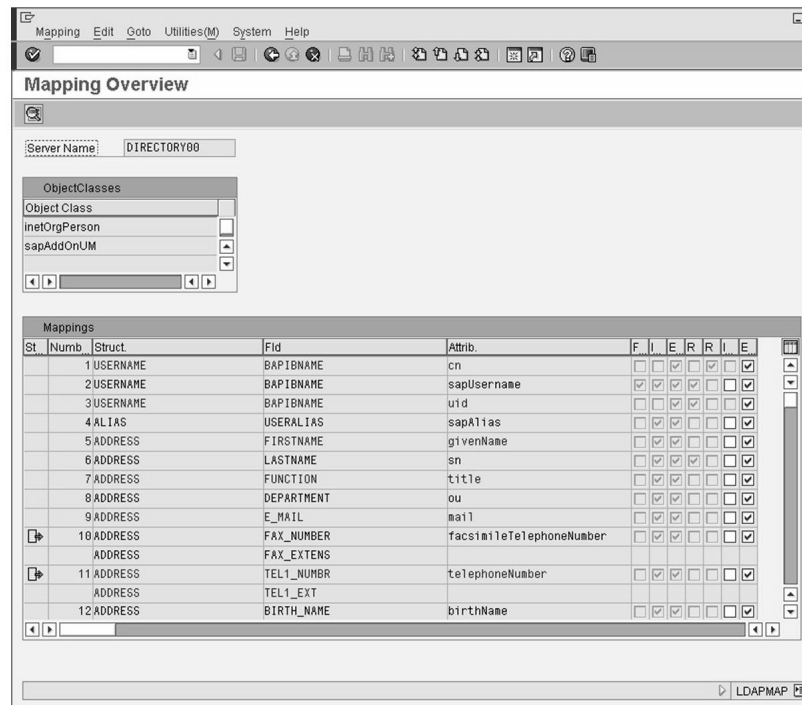 Mapping Edit Goto Utilities(M) System Help
Mapping Overview
Server Name DIRECTORY00
ObjectClasses
Object Class
inetOrgPerson
sapAddOnUM
Mappings
St... Numb... Struct. Fld Attrib. F... I... E... R R I... E...
1 USERNAME BAPIBNAME cn
2 USERNAME BAPIBNAME sapUsername
3 USERNAME BAPIBNAME uid
4 ALIAS USERALIAS sapAlias
5 ADDRESS FIRSTNAME givenName
6 ADDRESS LASTNAME sn
7 ADDRESS FUNCTION title
8 ADDRESS DEPARTMENT ou
9 ADDRESS E_MAIL mail
10 ADDRESS FAX_NUMBER facsimileTelephoneNumber
ADDRESS FAX_EXTENS
11 ADDRESS TEL1_NUMBR telephoneNumber
ADDRESS TEL1_EXT
12 ADDRESS BIRTH_NAME birthName
LDAPMAP